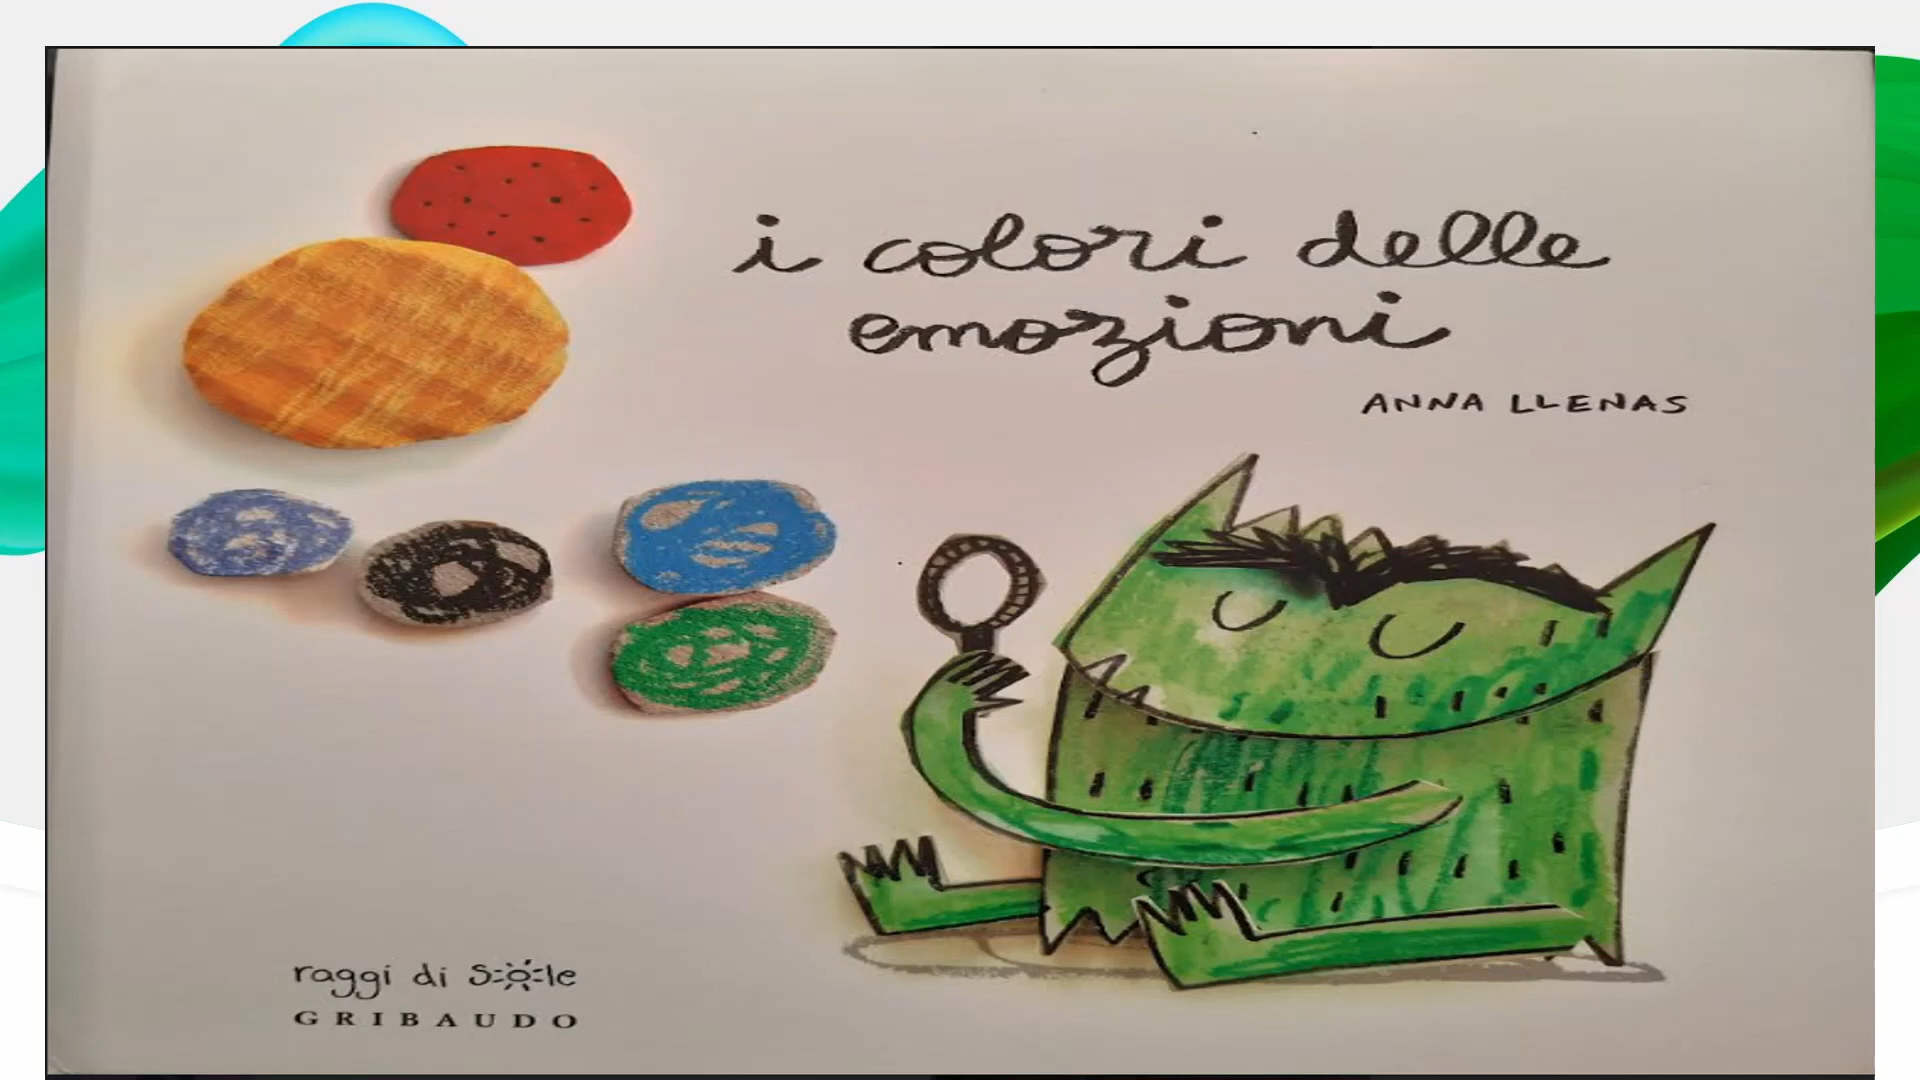 i colori delle
emozioni
ANNA LLENAS
raggi di sole
GRIBAUDO